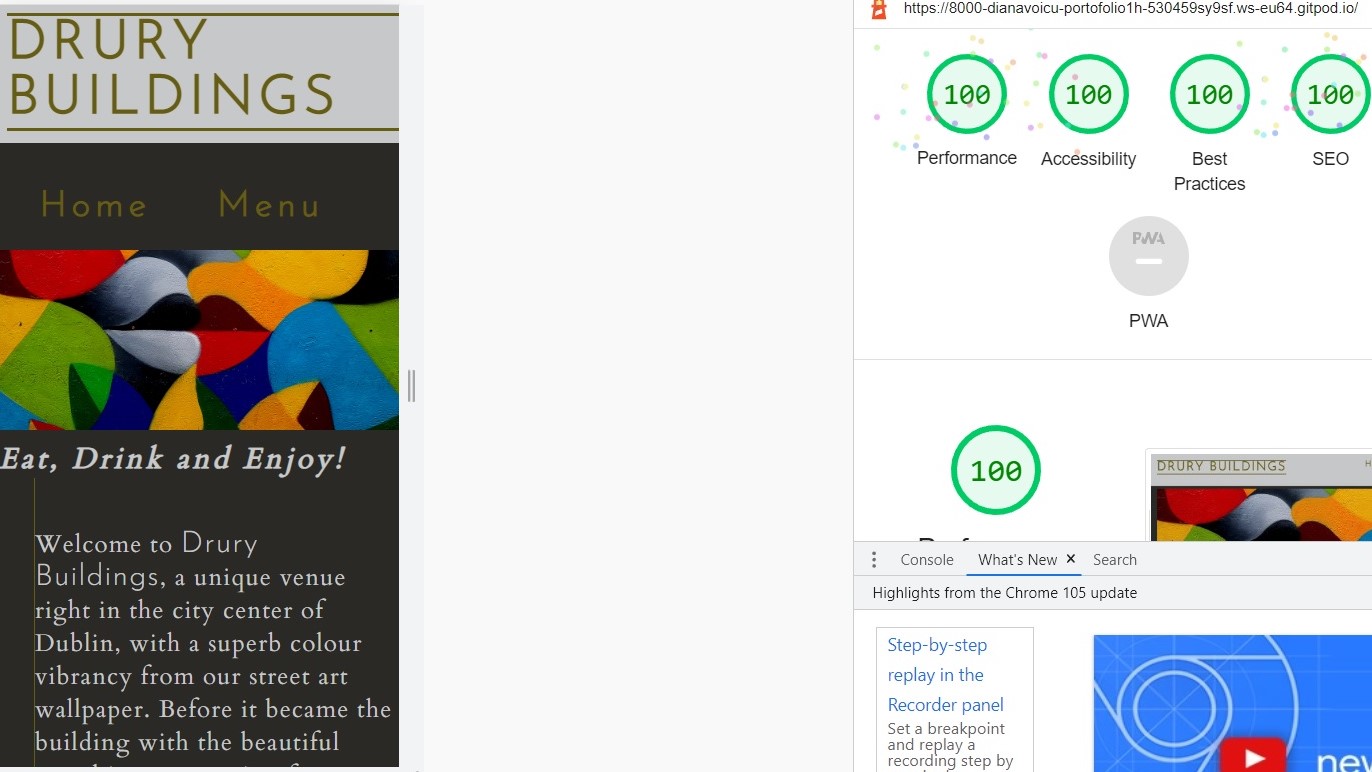 DRURY
BUILDINGS
Home Menu
Eat, Drink and Enjoy!
Welcome to Drury
Buildings, a unique venue
right in the city center of
Dublin, with a superb colour
vibrancy from our street art
wallpaper. Before it became the
building with the beautiful
https://8000-dianavoicu-portofolio1h-530459sy9sf.ws-eu64.gitpod.io/
100 100 100 100
Performance Accessibility Best
Practices SEO
PWA
PWA
100
DRURY BUILDINGS H
Console What's New × Search
Highlights from the Chrome 105 update
Step-by-step
replay in the
Recorder panel
Set a breakpoint
and replay a
recording step by
new